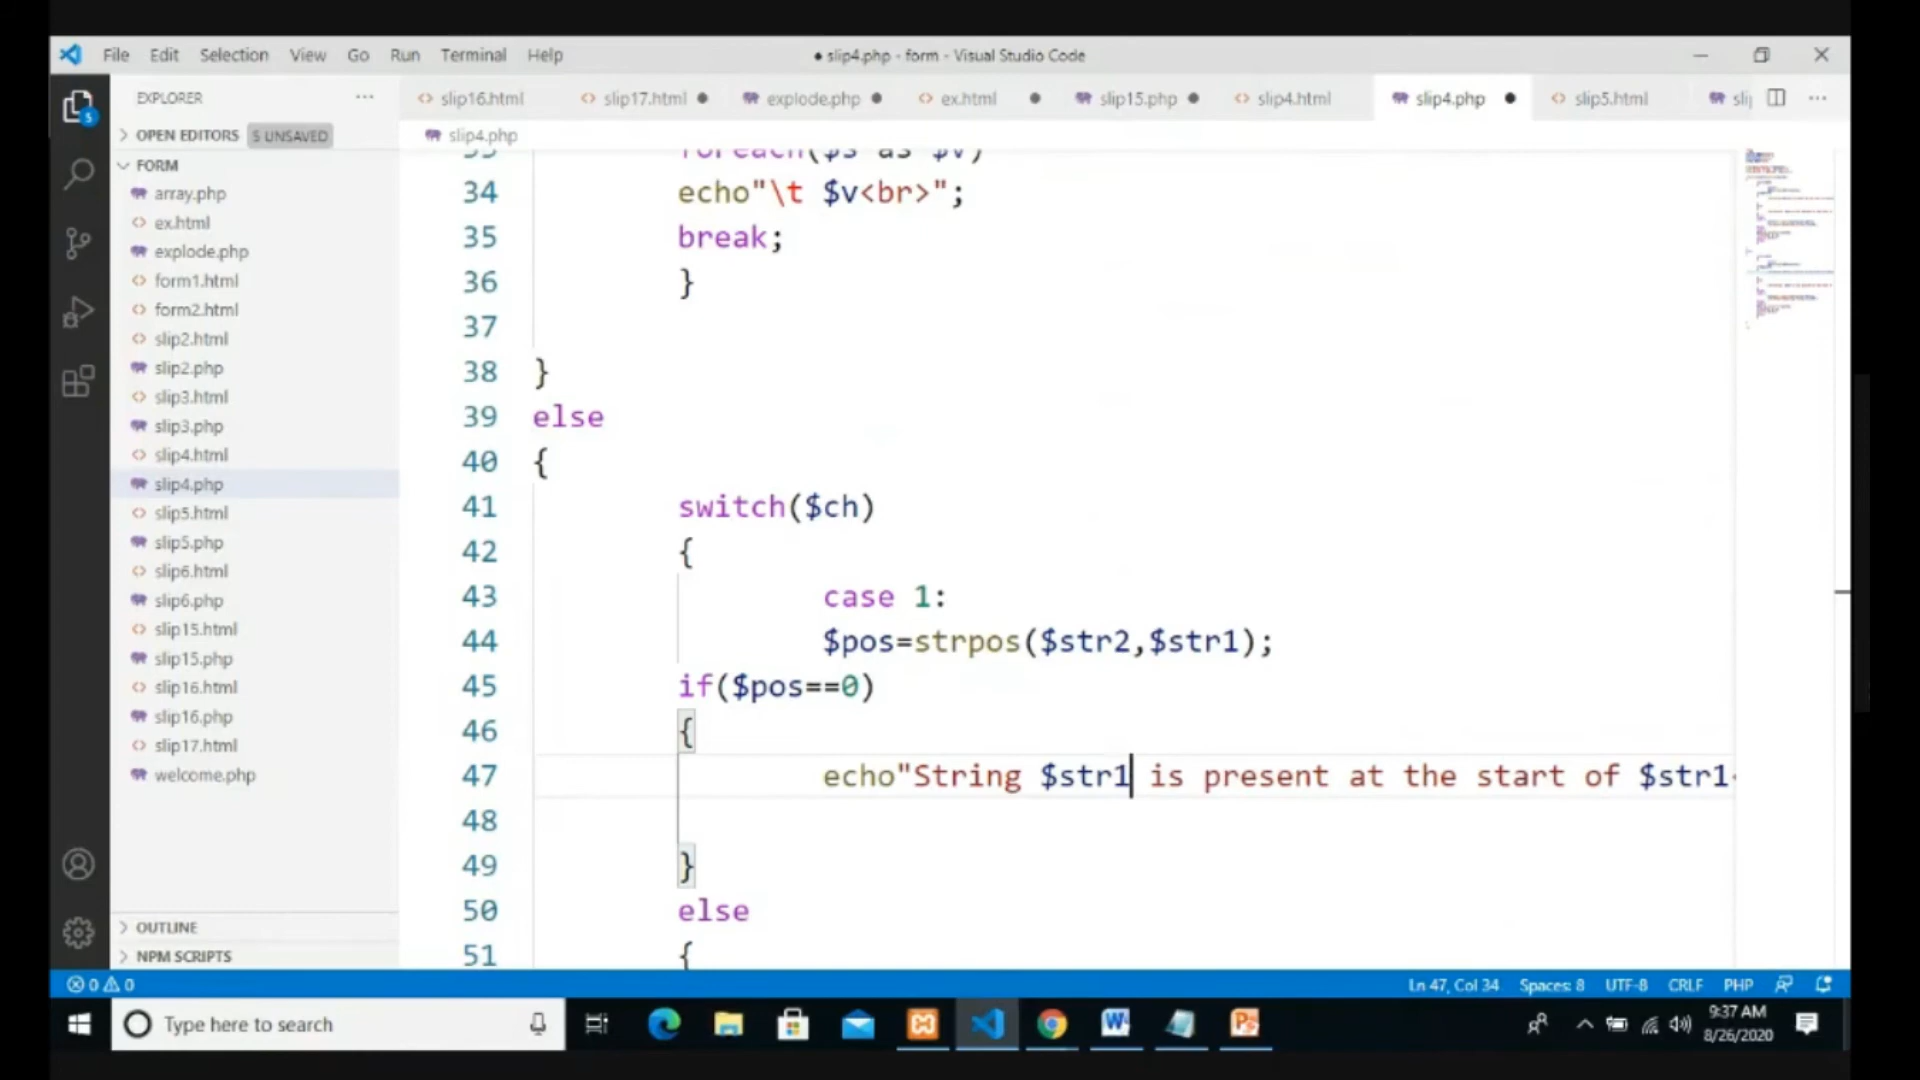 File Edit Selection View Go Run Terminal Help
● slip4.php - form - Visual Studio Code
EXPLORER
slip16.html slip17.html explode.php ex.html slip15.php slip4.html slip4.php slip5.html
OPEN EDITORS 5 UNSAVED
slip4.php
FORM
array.php
ex.html
explode.php
form1.html
form2.html
slip2.html
slip2.php
slip3.html
slip3.php
slip4.html
slip4.php
slip5.html
slip5.php
slip6.html
slip6.php
slip15.html
slip15.php
slip16.html
slip16.php
slip17.html
welcome.php
OUTLINE
NPM SCRIPTS
33 foreach($s as $v)
34 echo"\t $v<br>";
35 break;
36 }
37
38 }
39 else
40 {
41 switch($ch)
42 {
43 case 1:
44 $pos=strpos($str2,$str1);
45 if($pos==0)
46 {
47 echo"String $str1 is present at the start of $str1
48
49 }
50 else
51 {
5
0 0
Ln 47, Col 34 Spaces: 8 UTF-8 CRLF PHP
Type here to search
9:37 AM
8/26/2020